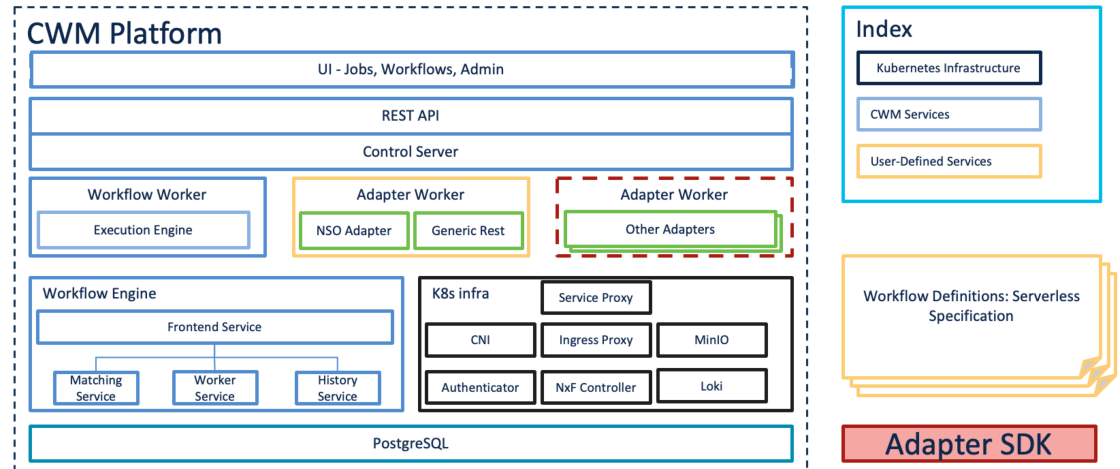 CWM Platform
UI - Jobs, Workflows, Admin
REST API
Control Server
Workflow Worker
Execution Engine
Adapter Worker
NSO Adapter
Generic Rest
Adapter Worker
Other Adapters
Workflow Engine
Frontend Service
Matching
Service
Worker
Service
History
Service
K8s infra
Service Proxy
CNI
Ingress Proxy
MinIO
Authenticator
NxF Controller
Loki
PostgreSQL
Index
Kubernetes Infrastructure
CWM Services
User-Defined Services
Workflow Definitions: Serverless
Specification
Adapter SDK